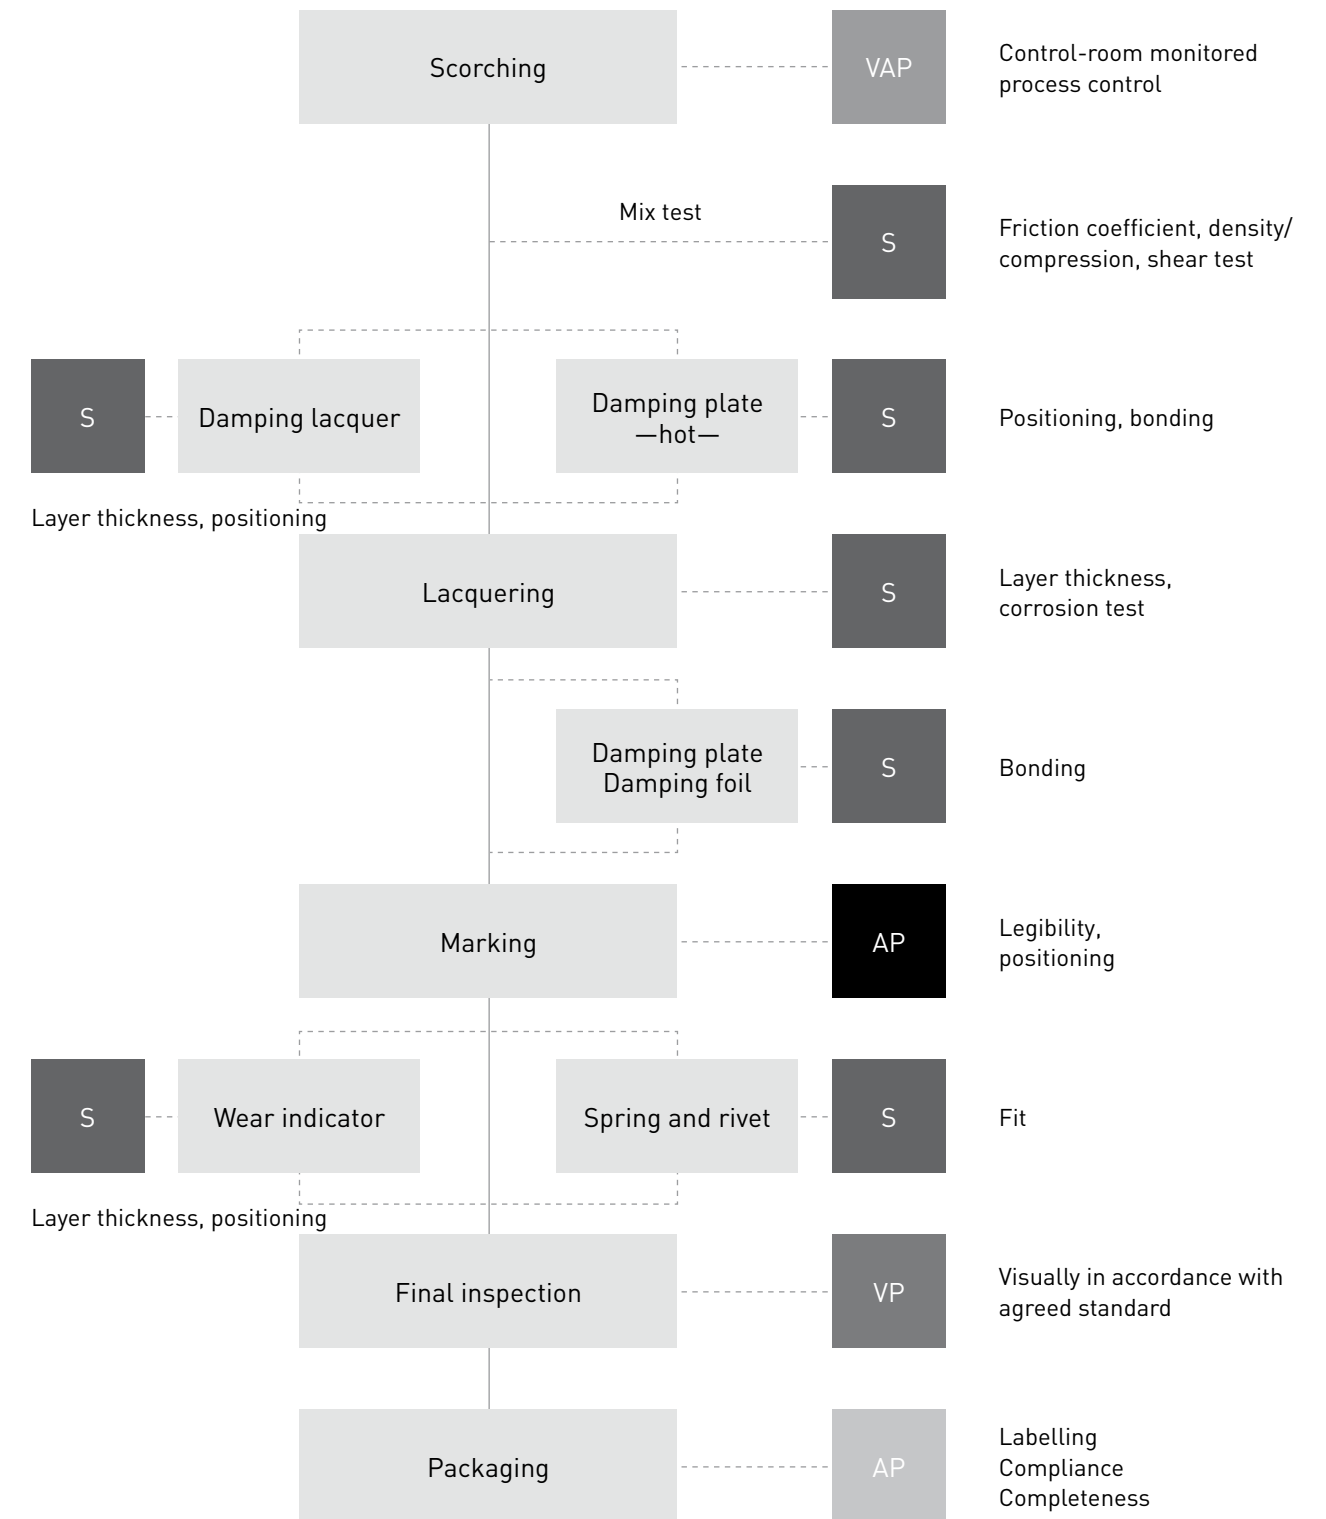 Scorching
VAP
Control-room monitored
process control
Mix test
S
Friction coefficient, density/
compression, shear test
S
Damping lacquer
Damping plate
—hot—
S
Positioning, bonding
Layer thickness, positioning
Lacquering
S
Layer thickness,
corrosion test
Damping plate
Damping foil
S
Bonding
Marking
AP
Legibility,
positioning
S
Wear indicator
Spring and rivet
S
Fit
Layer thickness, positioning
Final inspection
VP
Visually in accordance with
agreed standard
Packaging
AP
Labelling
Compliance
Completeness